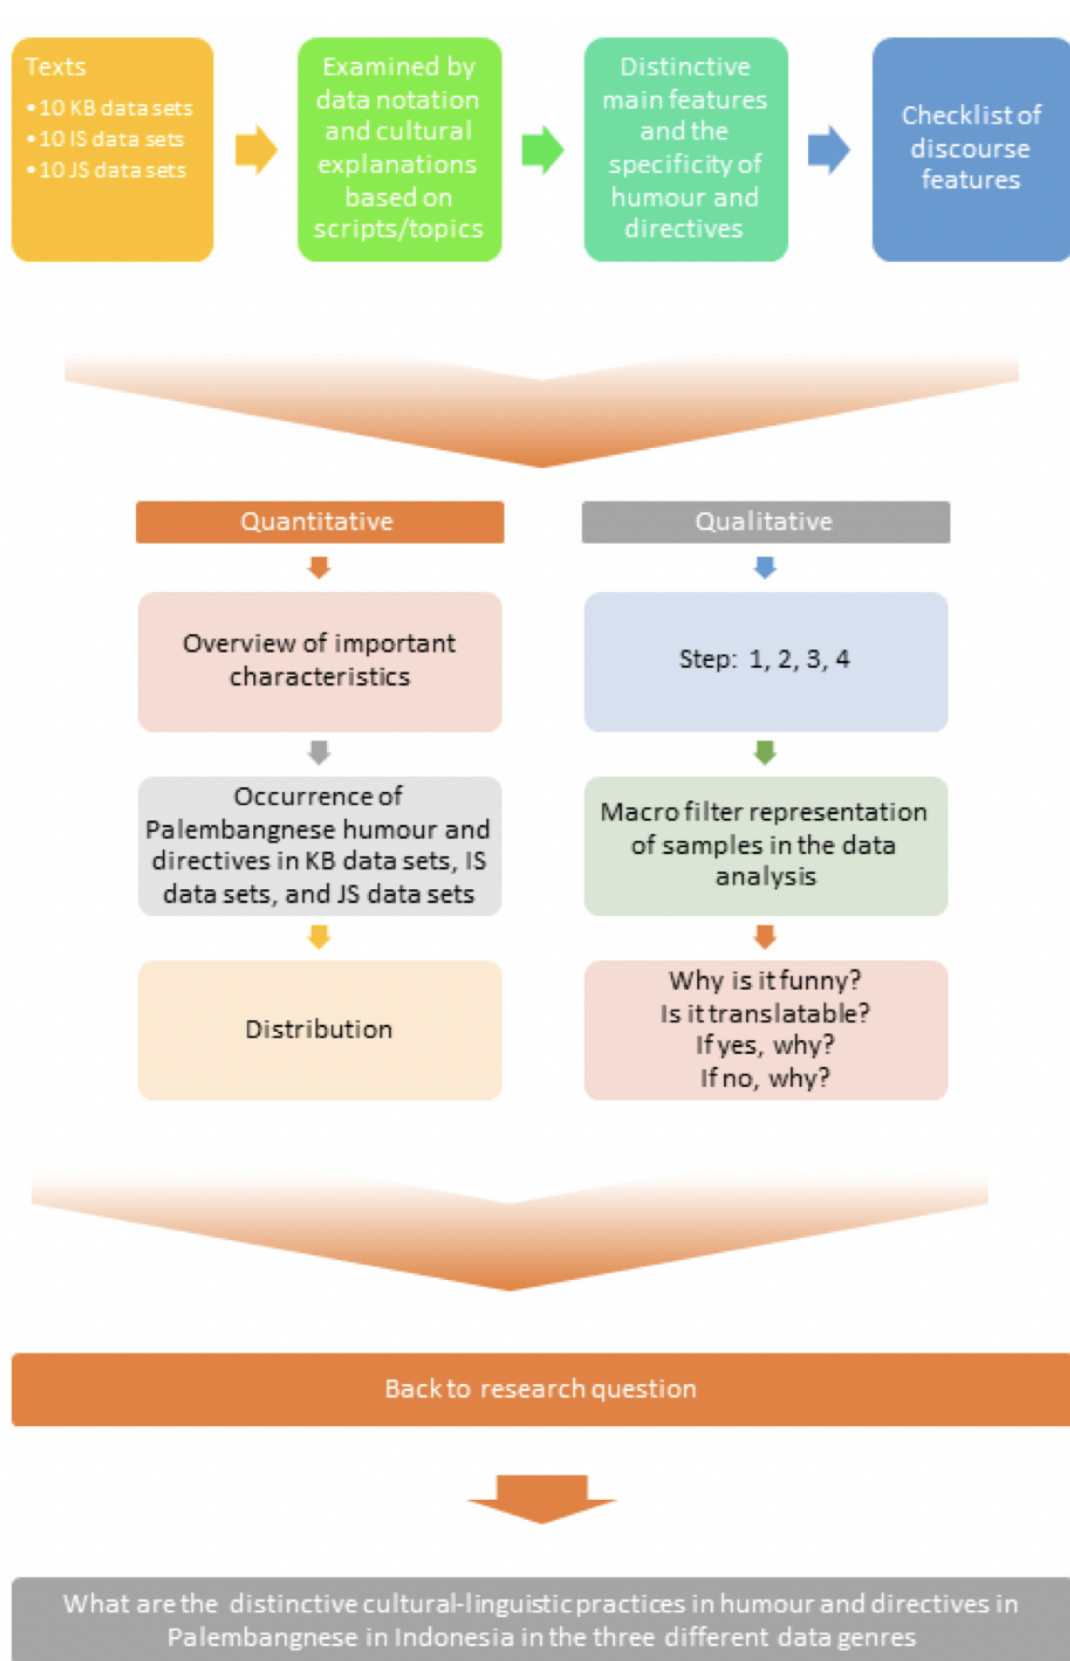 Texts
•10 KB data sets
•10 IS data sets
•10 JS data sets
Examined by
data notation
and cultural
explanations
based on
scripts/topics
Distinctive
main features
and the
specificity of
humour and
directives
Checklist of
discourse
features
Quantitative
Overview of important
characteristics
Occurrence of
Palembangnese humour and
directives in KB data sets, IS
data sets, and JS data sets
Distribution
Qualitative
Step: 1, 2, 3, 4
Macro filter representation
of samples in the data
analysis
Why is it funny?
Is it translatable?
If yes, why?
If no, why?
Back to research question
What are the distinctive cultural-linguistic practices in humour and directives in
Palembangnese in Indonesia in the three different data genres